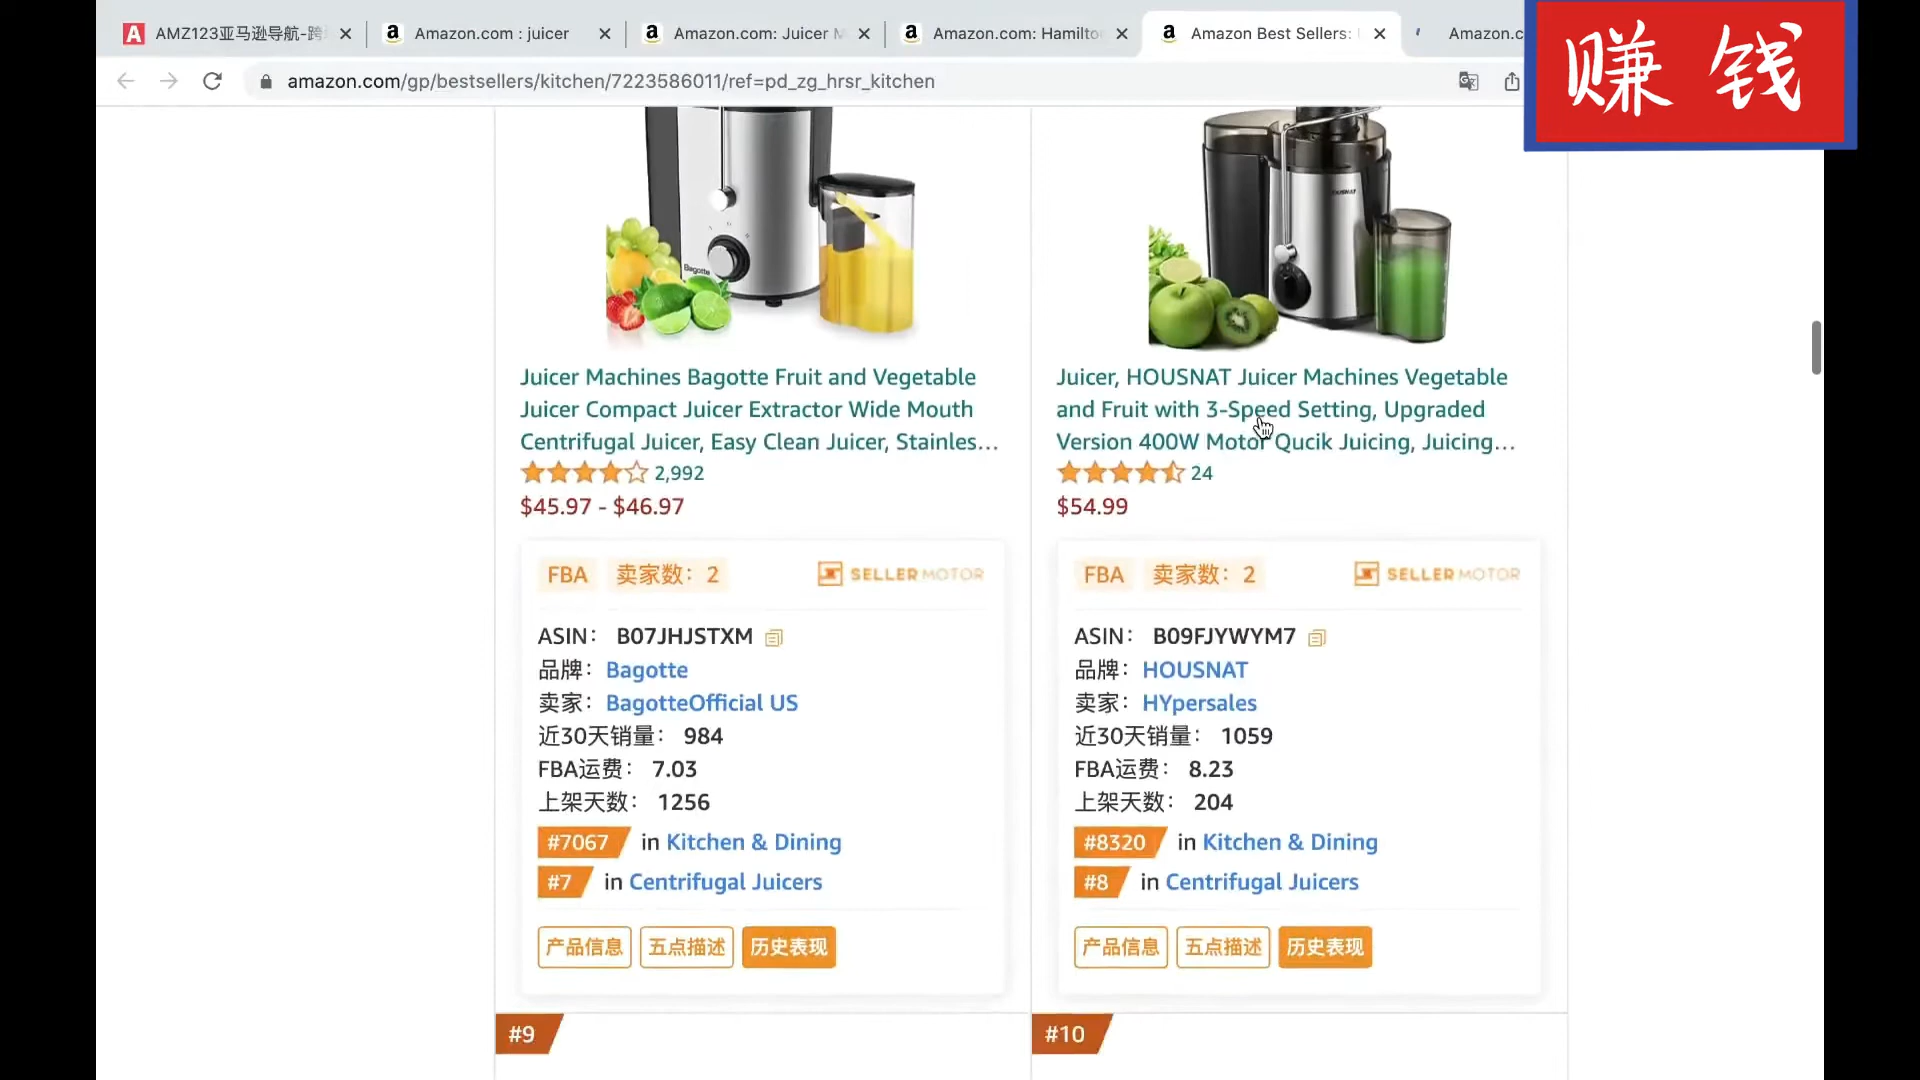 AMZ123亚马逊导航-跨
Amazon.com : juicer
Amazon.com: Juicer M
Amazon.com: Hamilto
Amazon Best Sellers:
Amazon.c
amazon.com/gp/bestsellers/kitchen/7223586011/ref=pd_zg_hrsr_kitchen
赚钱
Bagotte
HOUSNAT
Juicer Machines Bagotte Fruit and Vegetable
Juicer Compact Juicer Extractor Wide Mouth
Centrifugal Juicer, Easy Clean Juicer, Stainles...
2,992
$45.97 - $46.97
FBA 卖家数：2 SELLERMOTOR
ASIN： B07JHJSTXM
品牌：Bagotte
卖家：BagotteOfficial US
近30天销量： 984
FBA运费： 7.03
上架天数： 1256
#7067 in Kitchen & Dining
#7 in Centrifugal Juicers
产品信息 五点描述 历史表现
#9
Juicer, HOUSNAT Juicer Machines Vegetable
and Fruit with 3-Speed Setting, Upgraded
Version 400W Motor Qucik Juicing, Juicing...
24
$54.99
FBA 卖家数：2 SELLERMOTOR
ASIN： B09FJYWYM7
品牌：HOUSNAT
卖家：HYpersales
近30天销量： 1059
FBA运费： 8.23
上架天数： 204
#8320 in Kitchen & Dining
#8 in Centrifugal Juicers
产品信息 五点描述 历史表现
#10